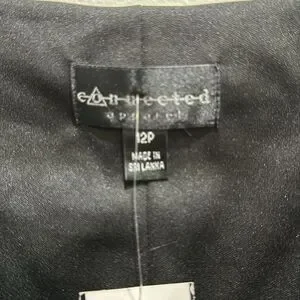 connected
apparel
12P
MADE IN
SRI LANKA